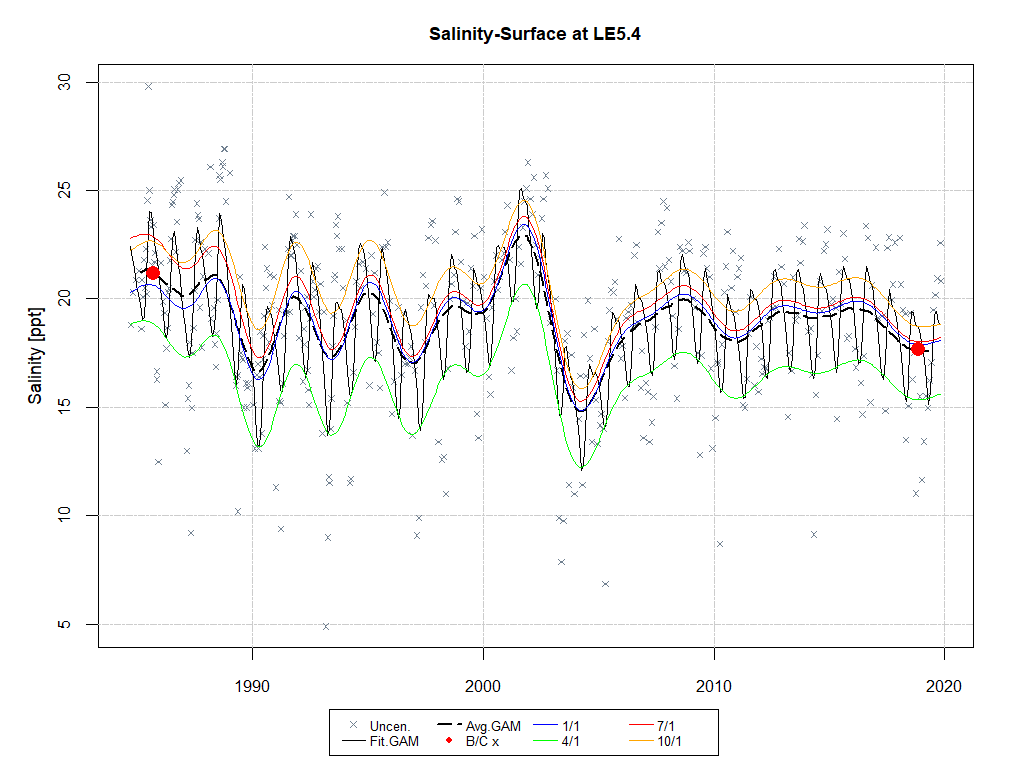 Salinity-Surface at LE5.4
Salinity [ppt]
30
25
20
15
10
5
1990 2000 2010 2020
Uncen. Avg.GAM 1/1 7/1
Fit.GAM B/C x 4/1 10/1